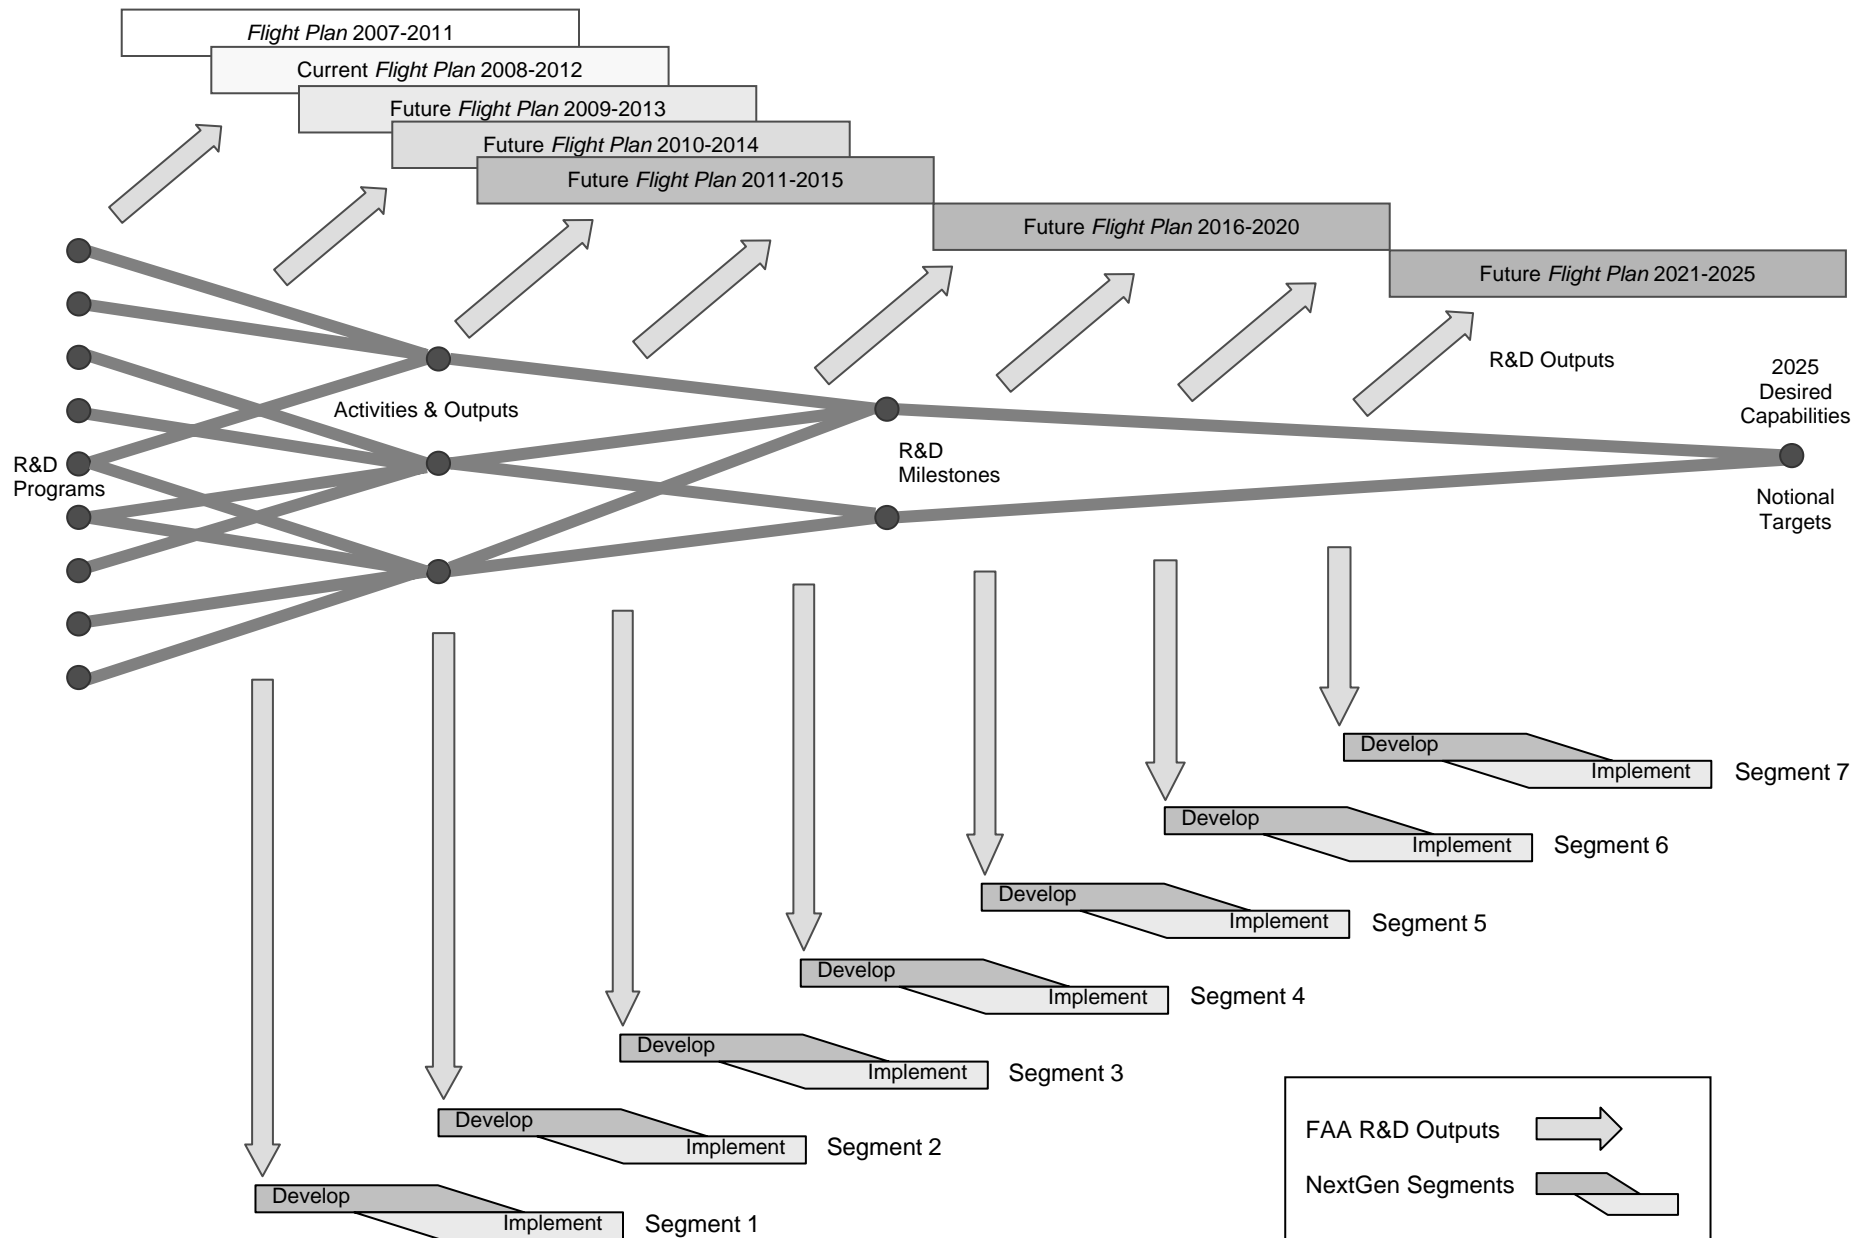 Flight Plan 2007-2011
Current Flight Plan 2008-2012
Future Flight Plan 2009-2013
Future Flight Plan 2010-2014
Future Flight Plan 2011-2015
Future Flight Plan 2016-2020
Future Flight Plan 2021-2025
R&D Outputs
2025
Desired
Capabilities
Activities & Outputs
R&D
Programs
R&D
Milestones
Notional
Targets
Develop
Implement
Segment 7
Develop
Implement
Segment 6
Develop
Implement
Segment 5
Develop
Implement
Segment 4
Develop
Implement
Segment 3
Develop
Implement
Segment 2
Develop
Implement
Segment 1
FAA R&D Outputs
NextGen Segments